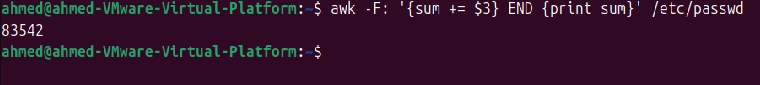 ahmed@ahmed-VMware-Virtual-Platform:~$ awk -F: '{sum += $3} END {print sum}' /etc/passwd
83542
ahmed@ahmed-VMware-Virtual-Platform:~$